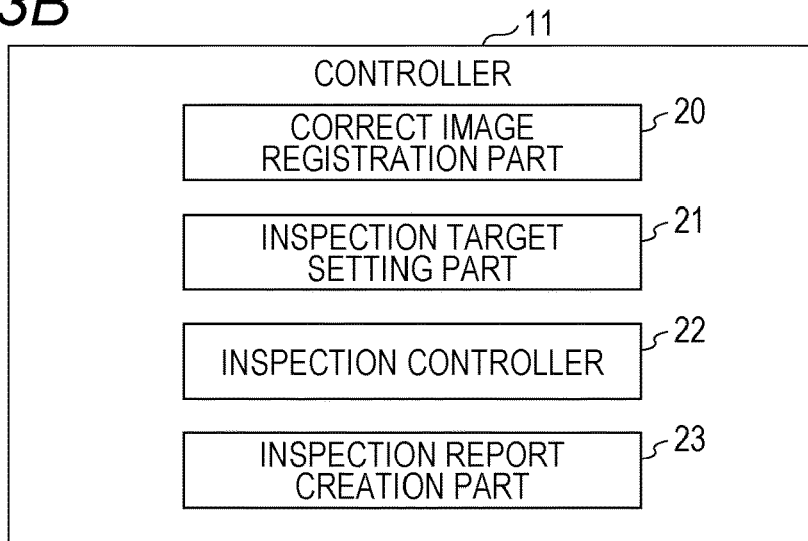 3B
11
CONTROLLER
CORRECT IMAGE
REGISTRATION PART
20
INSPECTION TARGET
SETTING PART
21
INSPECTION CONTROLLER
22
INSPECTION REPORT
CREATION PART
23